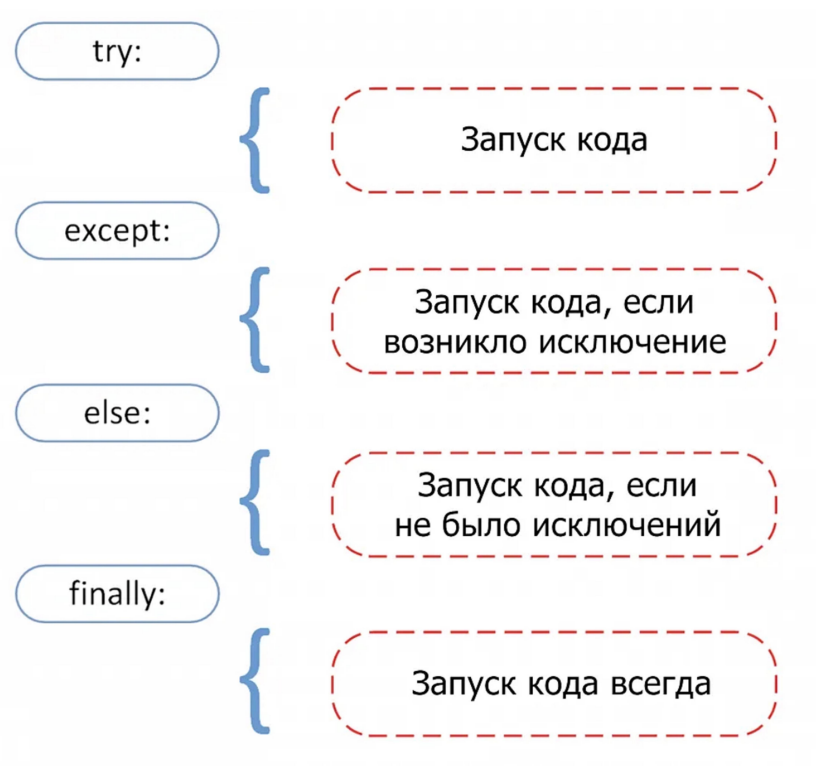 try:
Запуск кода
except:
Запуск кода, если
возникло исключение
else:
Запуск кода, если
не было исключений
finally:
Запуск кода всегда